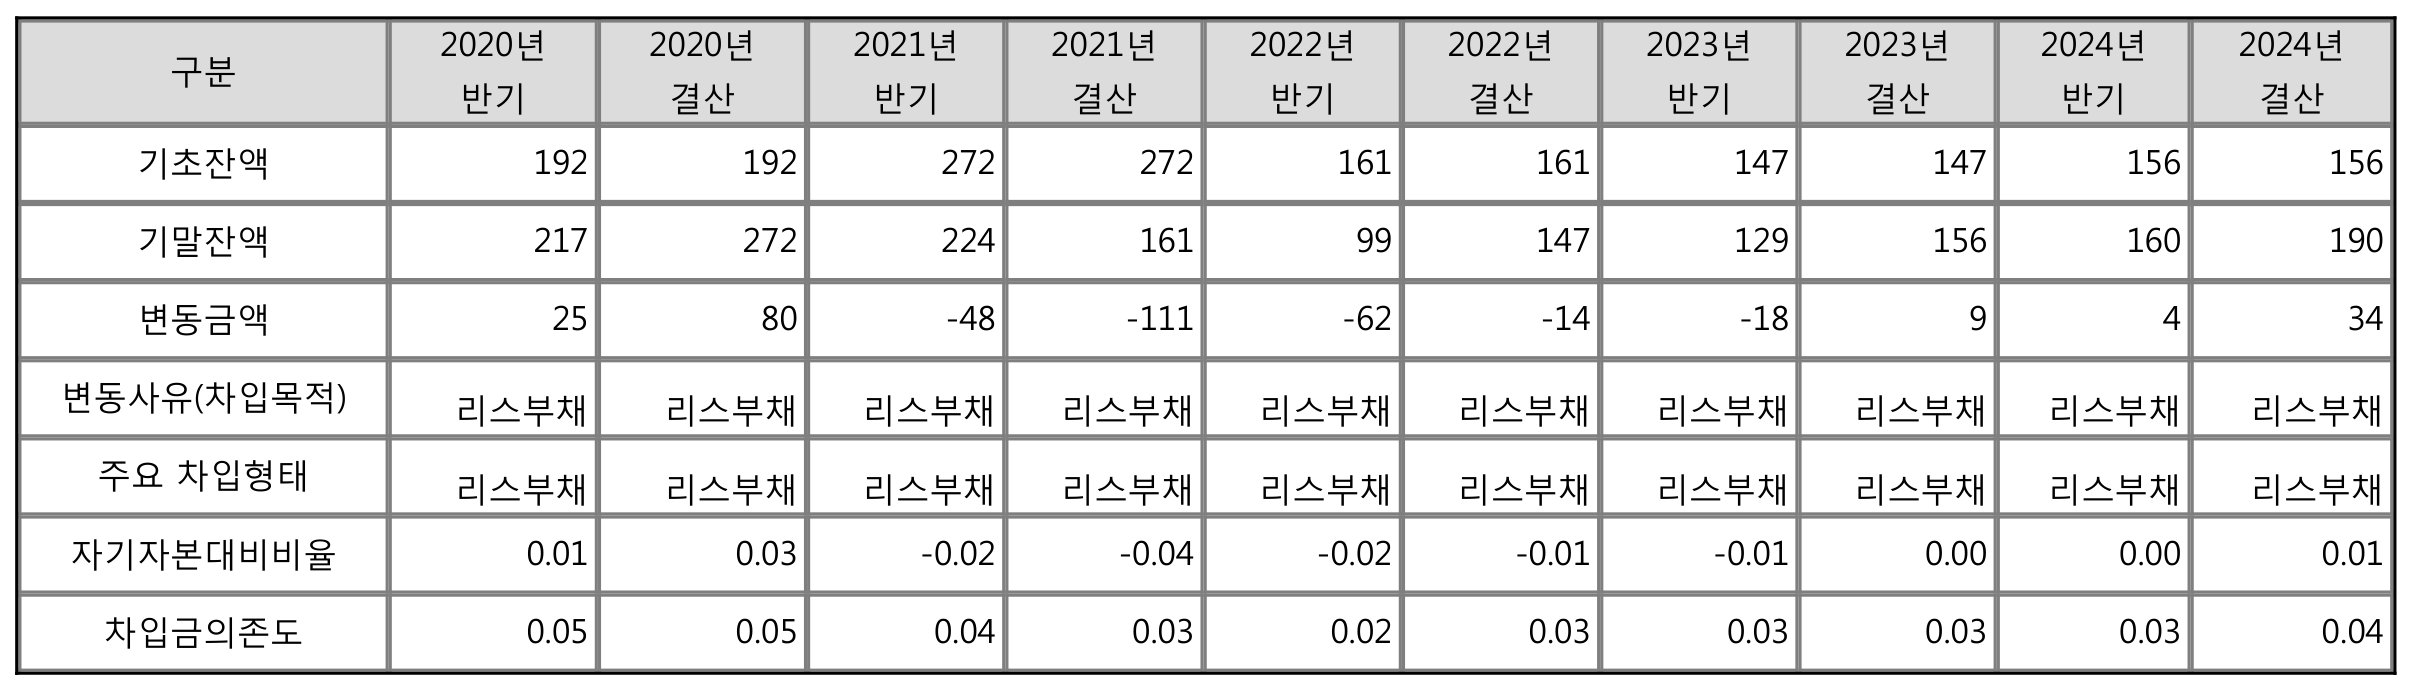 구분 2020년 반기 2020년 결산 2021년 반기 2021년 결산 2022년 반기 2022년 결산 2023년 반기 2023년 결산 2024년 반기 2024년 결산
기초잔액 192 192 272 272 161 161 147 147 156 156
기말잔액 217 272 224 161 99 147 129 156 160 190
변동금액 25 80 -48 -111 -62 -14 -18 9 4 34
변동사유(차입목적) 리스부채 리스부채 리스부채 리스부채 리스부채 리스부채 리스부채 리스부채 리스부채 리스부채
주요 차입형태 리스부채 리스부채 리스부채 리스부채 리스부채 리스부채 리스부채 리스부채 리스부채 리스부채
자기자본대비비율 0.01 0.03 -0.02 -0.04 -0.02 -0.01 -0.01 0.00 0.00 0.01
차입금의존도 0.05 0.05 0.04 0.03 0.02 0.03 0.03 0.03 0.03 0.04